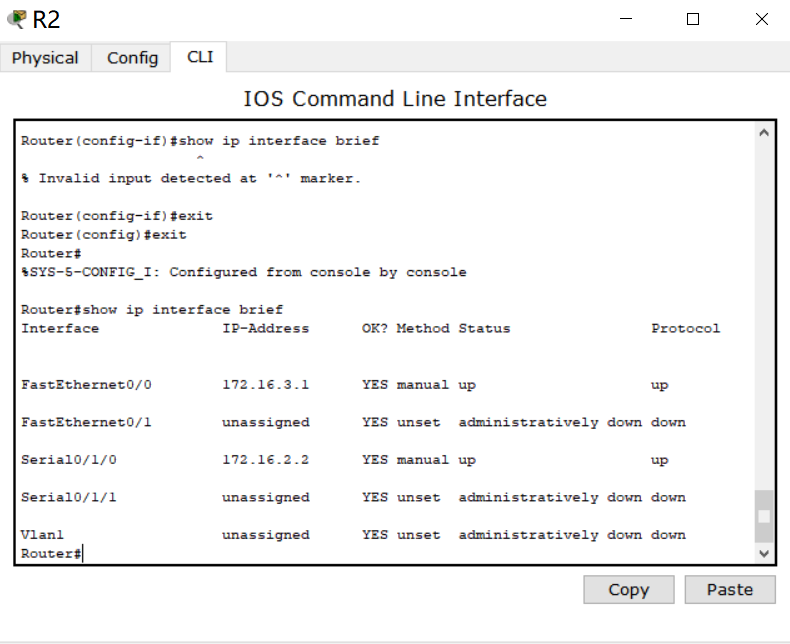 R2
Physical Config CLI
IOS Command Line Interface
Router(config-if)#show ip interface brief
^
% Invalid input detected at '^' marker.
Router(config-if)#exit
Router(config)#exit
Router#
%SYS-5-CONFIG_I: Configured from console by console
Router#show ip interface brief
Interface IP-Address OK? Method Status Protocol
FastEthernet0/0 172.16.3.1 YES manual up up
FastEthernet0/1 unassigned YES unset administratively down down
Serial0/1/0 172.16.2.2 YES manual up up
Serial0/1/1 unassigned YES unset administratively down down
Vlan1 unassigned YES unset administratively down down
Router#
Copy Paste